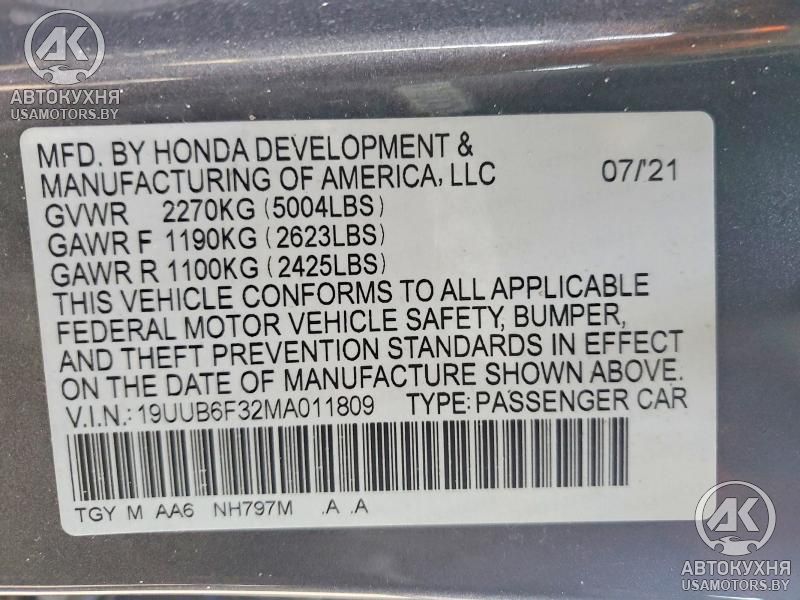 AK
АВТОКУХНЯ
USAMOTORS.BY
MFD. BY HONDA DEVELOPMENT &
MANUFACTURING OF AMERICA, LLC 07/'21
GVWR 2270KG (5004LBS)
GAWR F 1190KG (2623LBS)
GAWR R 1100KG (2425LBS)
THIS VEHICLE CONFORMS TO ALL APPLICABLE
FEDERAL MOTOR VEHICLE SAFETY, BUMPER,
AND THEFT PREVENTION STANDARDS IN EFFECT
ON THE DATE OF MANUFACTURE SHOWN ABOVE.
V.I.N.: 19UUB6F32MA011809 TYPE: PASSENGER CAR
TGY M AA6 NH797M .A .A
AK
АВТОКУХНЯ
USAMOTORS.BY